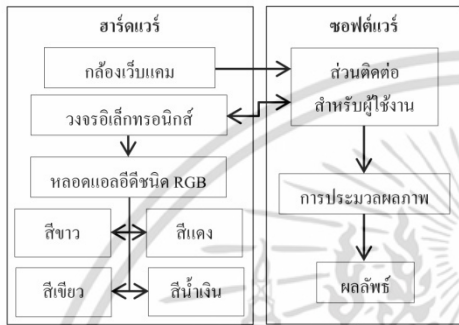 ฮาร์ดแวร์
กล้องเว็บแคม
วงจรอิเล็กทรอนิกส์
หลอดแอลอีดีชนิด RGB
สีขาว
สีแดง
สีเขียว
สีน้ำเงิน
ซอฟต์แวร์
ส่วนติดต่อ
สำหรับผู้ใช้งาน
การประมวลผลภาพ
ผลลัพธ์